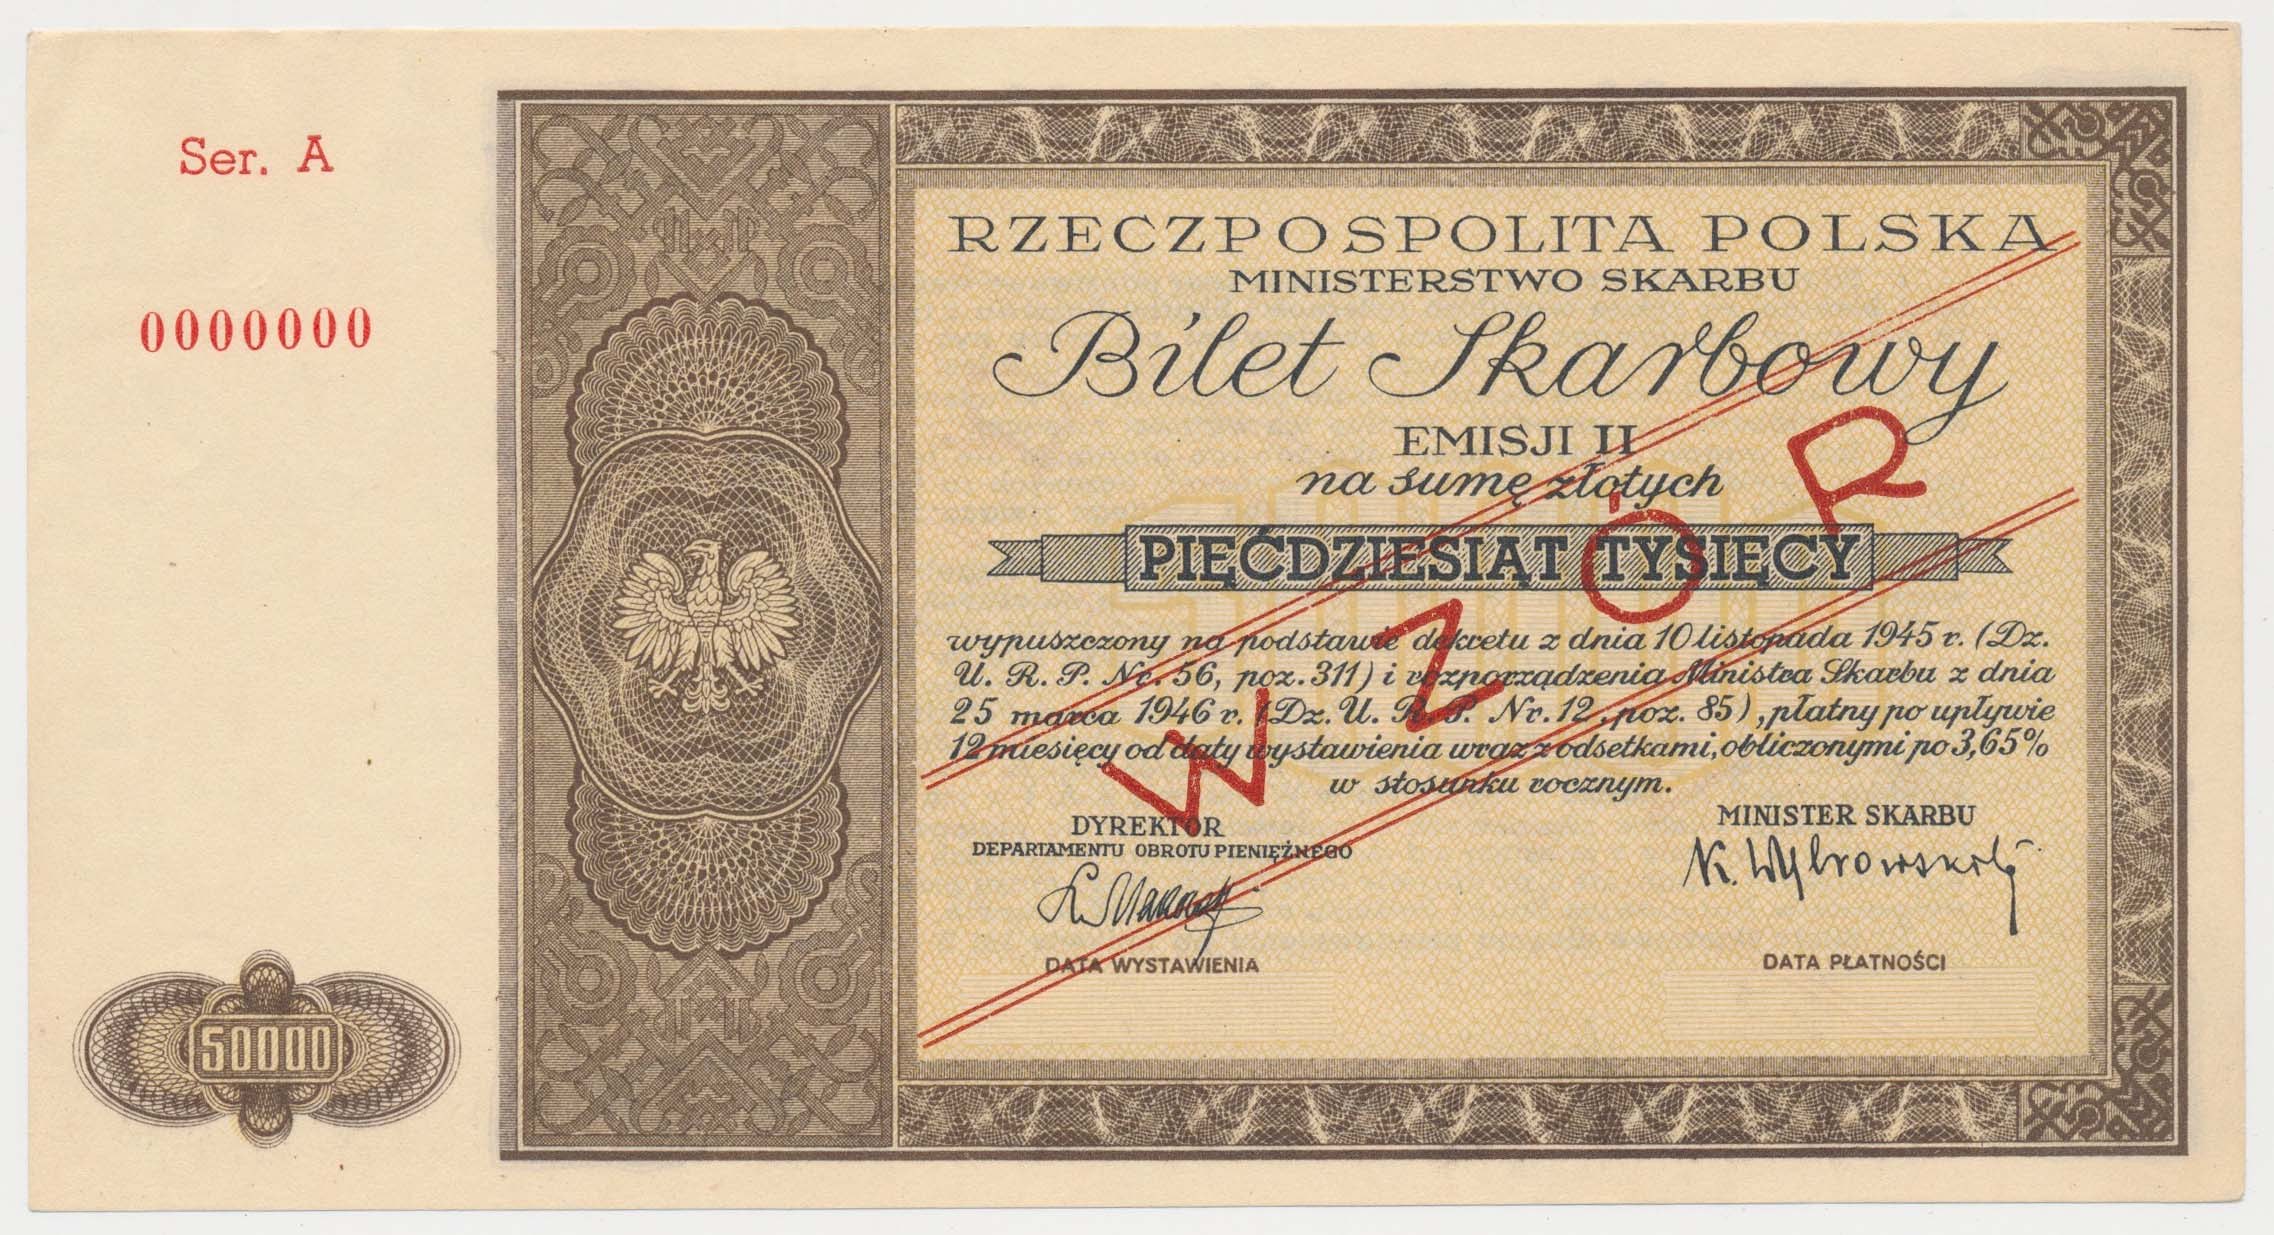 Ser. A
0000000
50000
RZECZPOSPOLITA POLSKA
MINISTERSTWO SKARBU
Bilet Skarbowy
EMISJI II
na sumę złotych
PIĘĆDZIESIĄT TYSIĘCY
wypuszczony na podstawie dekretu z dnia 10 listopada 1945 r. (Dz.
U. R. P. Nr. 56, poz. 311) i rozporządzenia Ministra Skarbu z dnia
25 marca 1946 r. (Dz. U. R. P. Nr. 12, poz. 85), płatny po upływie
12 miesięcy od daty wystawienia wraz z odsetkami, obliczonymi po 3,65%
w stosunku rocznym.
WZÓR
DYREKTOR
DEPARTAMENTU OBROTU PIENIĘŻNEGO
MINISTER SKARBU
DATA WYSTAWIENIA
DATA PŁATNOŚCI